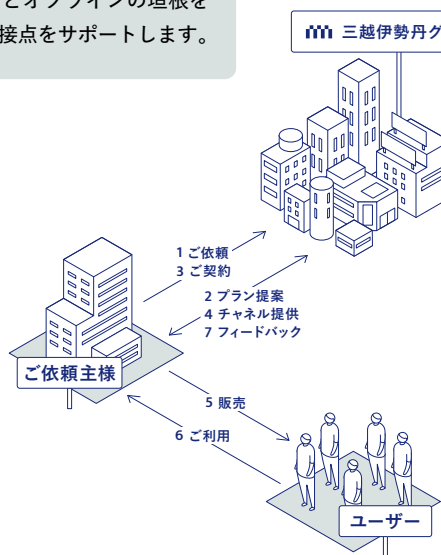 とオフラインの垣根を
接点をサポートします。
三越伊勢丹グ
1 ご依頼
3 ご契約
2 プラン提案
4 チャネル提供
7 フィードバック
ご依頼主様
5 販売
6 ご利用
ユーザー